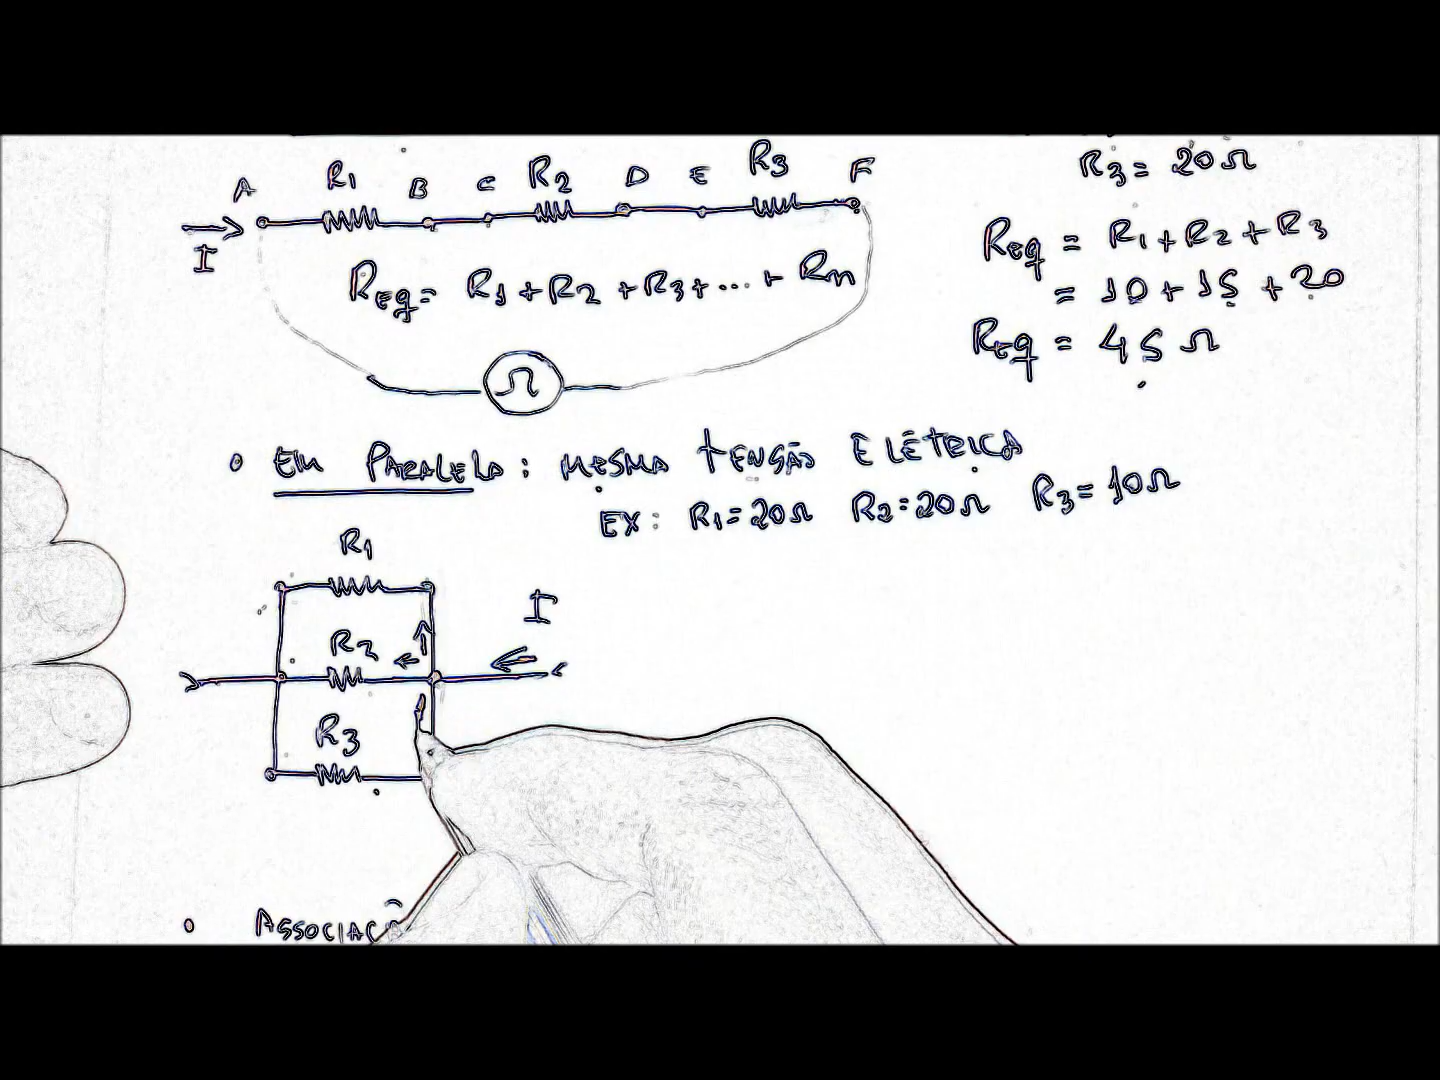 R3 = 20Ω
A R1 B C R2 D E R3 F
I
REq = R1 + R2 + R3
REq = R1 + R2 + R3 + ... + Rn
= 10 + 15 + 20
REq = 45 Ω
Ω
• EM PARALELO: MESMA TENSÃO ELÉTRICA
EX: R1 = 20Ω R2 = 20Ω R3 = 10Ω
R1
I
R2
R3
• ASSOCIAÇÃ